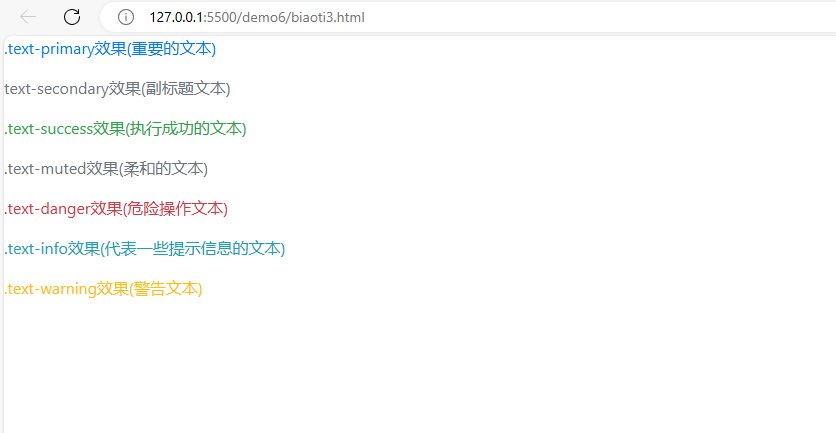 127.0.0.1:5500/demo6/biaoti3.html
.text-primary效果(重要的文本)
text-secondary效果(副标题文本)
.text-success效果(执行成功的文本)
.text-muted效果(柔和的文本)
.text-danger效果(危险操作文本)
.text-info效果(代表一些提示信息的文本)
.text-warning效果(警告文本)